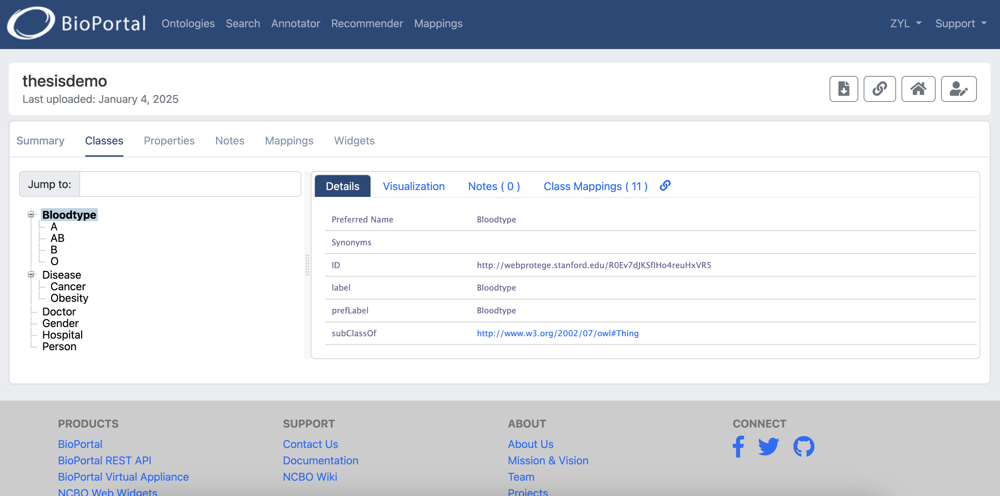 BioPortal Ontologies Search Annotator Recommender Mappings ZYL Support
thesisdemo
Last uploaded: January 4, 2025
Summary Classes Properties Notes Mappings Widgets
Jump to:
Bloodtype
A
AB
B
O
Disease
Cancer
Obesity
Doctor
Gender
Hospital
Person
Details Visualization Notes ( 0 ) Class Mappings ( 11 )
Preferred Name Bloodtype
Synonyms
ID http://webprotege.stanford.edu/R0Ev7dJKSfIHo4reuHxVR5
label Bloodtype
prefLabel Bloodtype
subClassOf http://www.w3.org/2002/07/owl#Thing
PRODUCTS
BioPortal
BioPortal REST API
BioPortal Virtual Appliance
NCBO Web Widgets
SUPPORT
Contact Us
Documentation
NCBO Wiki
ABOUT
About Us
Mission & Vision
Team
Projects
CONNECT